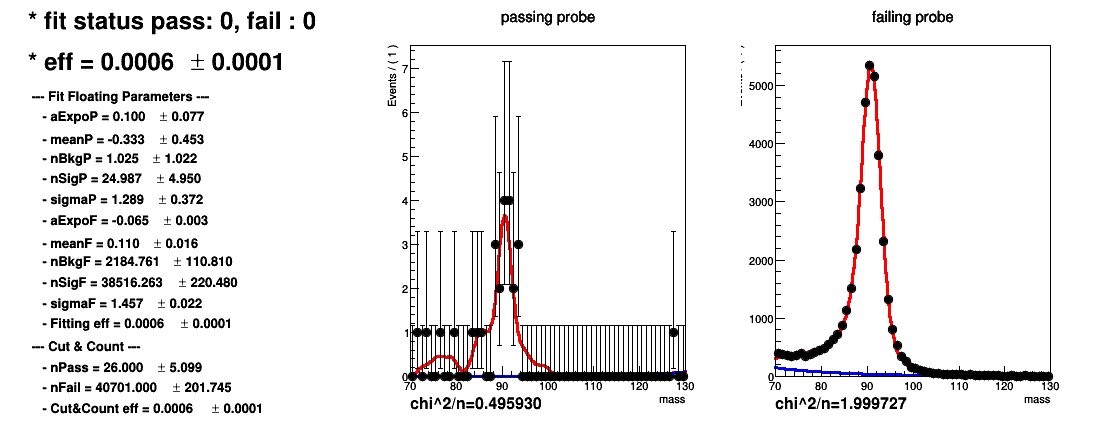 * fit status pass: 0, fail : 0
* eff = 0.0006 ± 0.0001
--- Fit Floating Parameters ---
- aExpoP = 0.100 ± 0.077
- meanP = -0.333 ± 0.453
- nBkgP = 1.025 ± 1.022
- nSigP = 24.987 ± 4.950
- sigmaP = 1.289 ± 0.372
- aExpoF = -0.065 ± 0.003
- meanF = 0.110 ± 0.016
- nBkgF = 2184.761 ± 110.810
- nSigF = 38516.263 ± 220.480
- sigmaF = 1.457 ± 0.022
- Fitting eff = 0.0006 ± 0.0001
--- Cut & Count ---
- nPass = 26.000 ± 5.099
- nFail = 40701.000 ± 201.745
- Cut&Count eff = 0.0006 ± 0.0001
passing probe
Events / ( 1 )
7
6
5
4
3
2
1
0
70 80 90 100 110 120 130
mass
chi^2/n=0.495930
failing probe
5000
4000
3000
2000
1000
0
70 80 90 100 110 120 130
mass
chi^2/n=1.999727